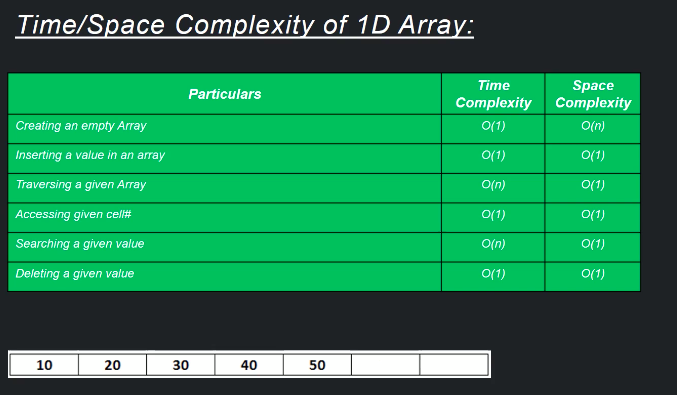 Time/Space Complexity of 1D Array:
Particulars Time Complexity Space Complexity
Creating an empty Array O(1) O(n)
Inserting a value in an array O(1) O(1)
Traversing a given Array O(n) O(1)
Accessing given cell# O(1) O(1)
Searching a given value O(n) O(1)
Deleting a given value O(1) O(1)
10 20 30 40 50